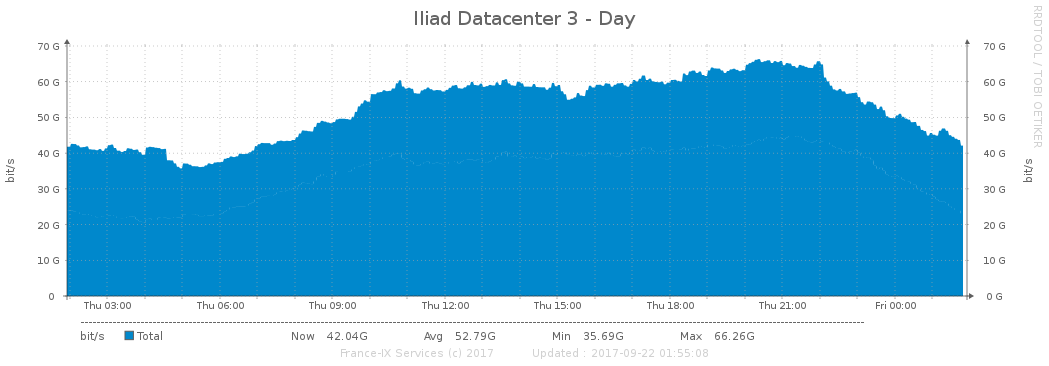 Iliad Datacenter 3 - Day
RRDTOOL / TOBI OETIKER
70 G 70 G
60 G 60 G
50 G 50 G
40 G 40 G
30 G 30 G
20 G 20 G
10 G 10 G
0 0 G
bit/s bit/s
Thu 03:00 Thu 06:00 Thu 09:00 Thu 12:00 Thu 15:00 Thu 18:00 Thu 21:00 Fri 00:00
bit/s Total Now 42.04G Avg 52.79G Min 35.69G Max 66.26G
France-IX Services (c) 2017 Updated : 2017-09-22 01:55:08